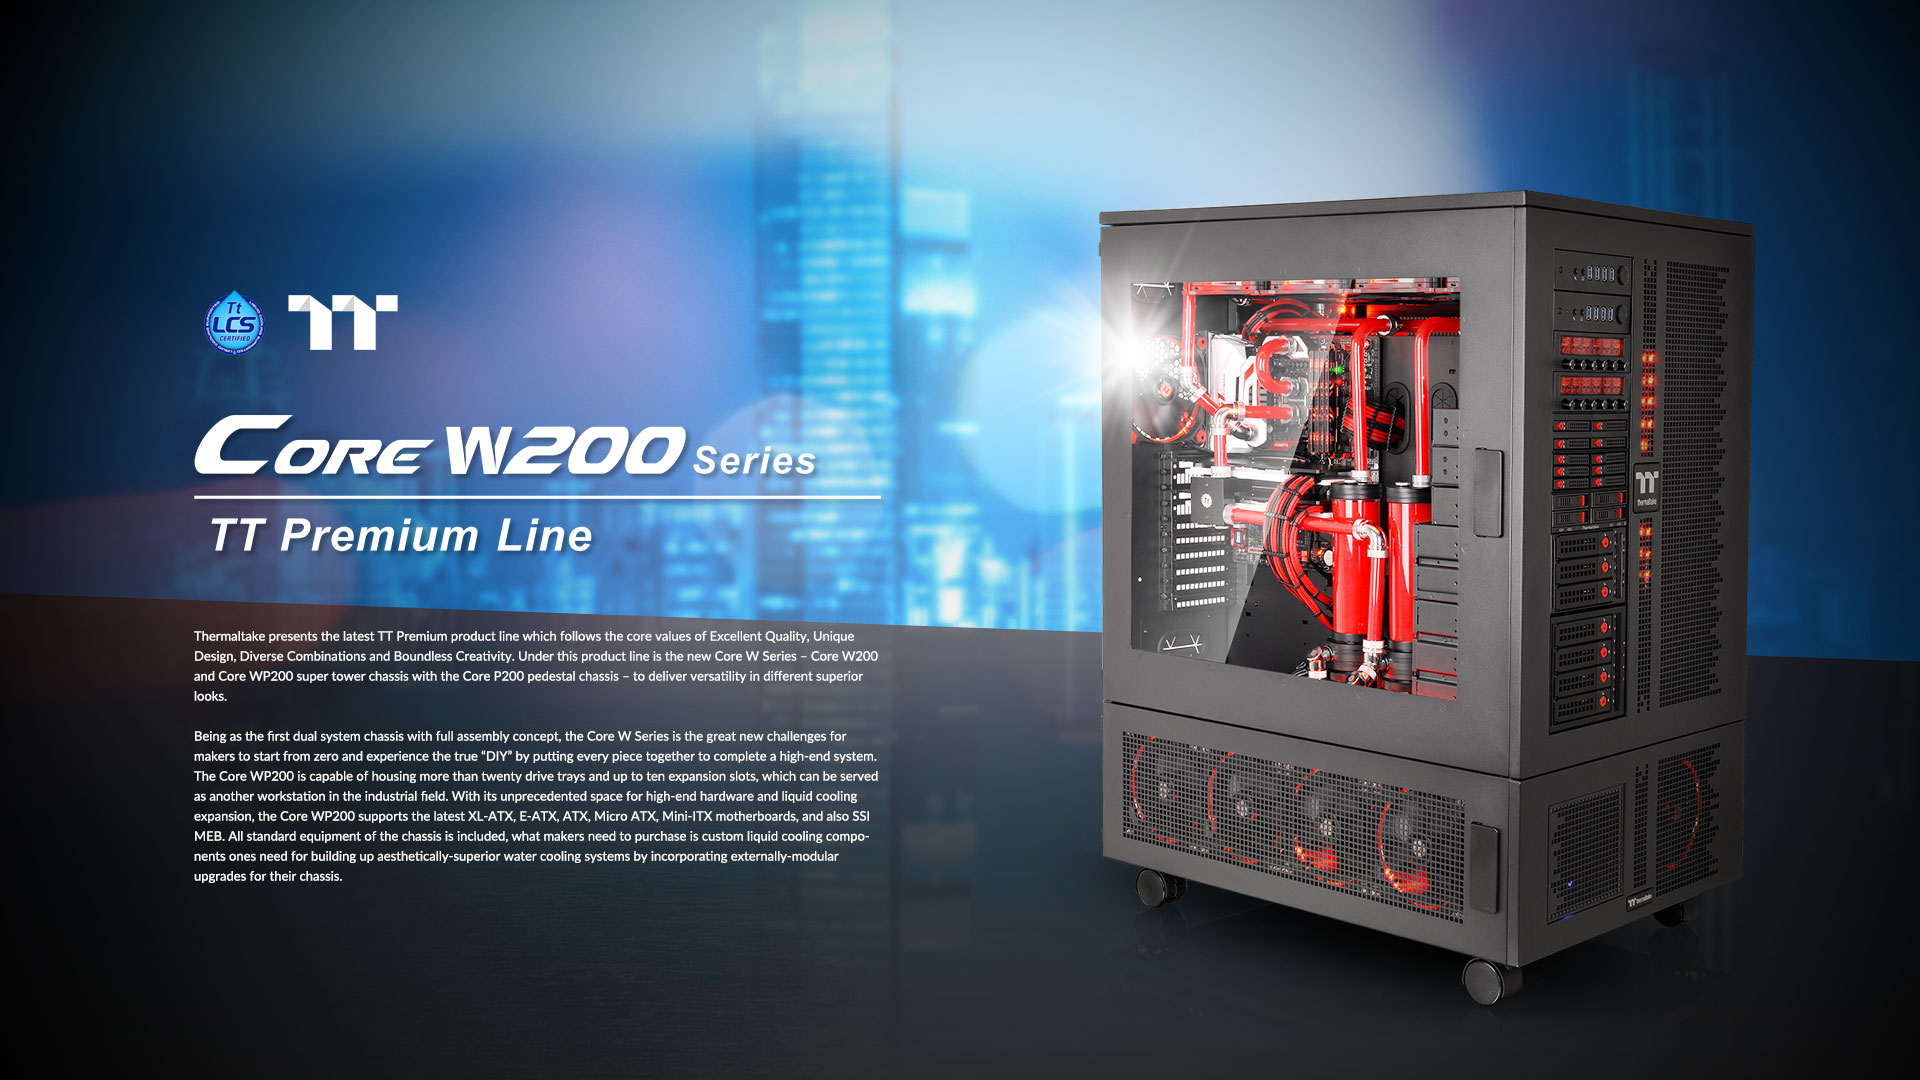 Tt
LCS
CERTIFIED
TT
CORE W200 Series
TT Premium Line
Thermaltake presents the latest TT Premium product line which follows the core values of Excellent Quality, Unique
Design, Diverse Combinations and Boundless Creativity. Under this product line is the new Core W Series – Core W200
and Core WP200 super tower chassis with the Core P200 pedestal chassis – to deliver versatility in different superior
looks.
Being as the first dual system chassis with full assembly concept, the Core W Series is the great new challenges for
makers to start from zero and experience the true “DIY” by putting every piece together to complete a high-end system.
The Core WP200 is capable of housing more than twenty drive trays and up to ten expansion slots, which can be served
as another workstation in the industrial field. With its unprecedented space for high-end hardware and liquid cooling
expansion, the Core WP200 supports the latest XL-ATX, E-ATX, ATX, Micro ATX, Mini-ITX motherboards, and also SSI
MEB. All standard equipment of the chassis is included, what makers need to purchase is custom liquid cooling compo-
nents ones need for building up aesthetically-superior water cooling systems by incorporating externally-modular
upgrades for their chassis.
TT
Thermaltake
TT Thermaltake